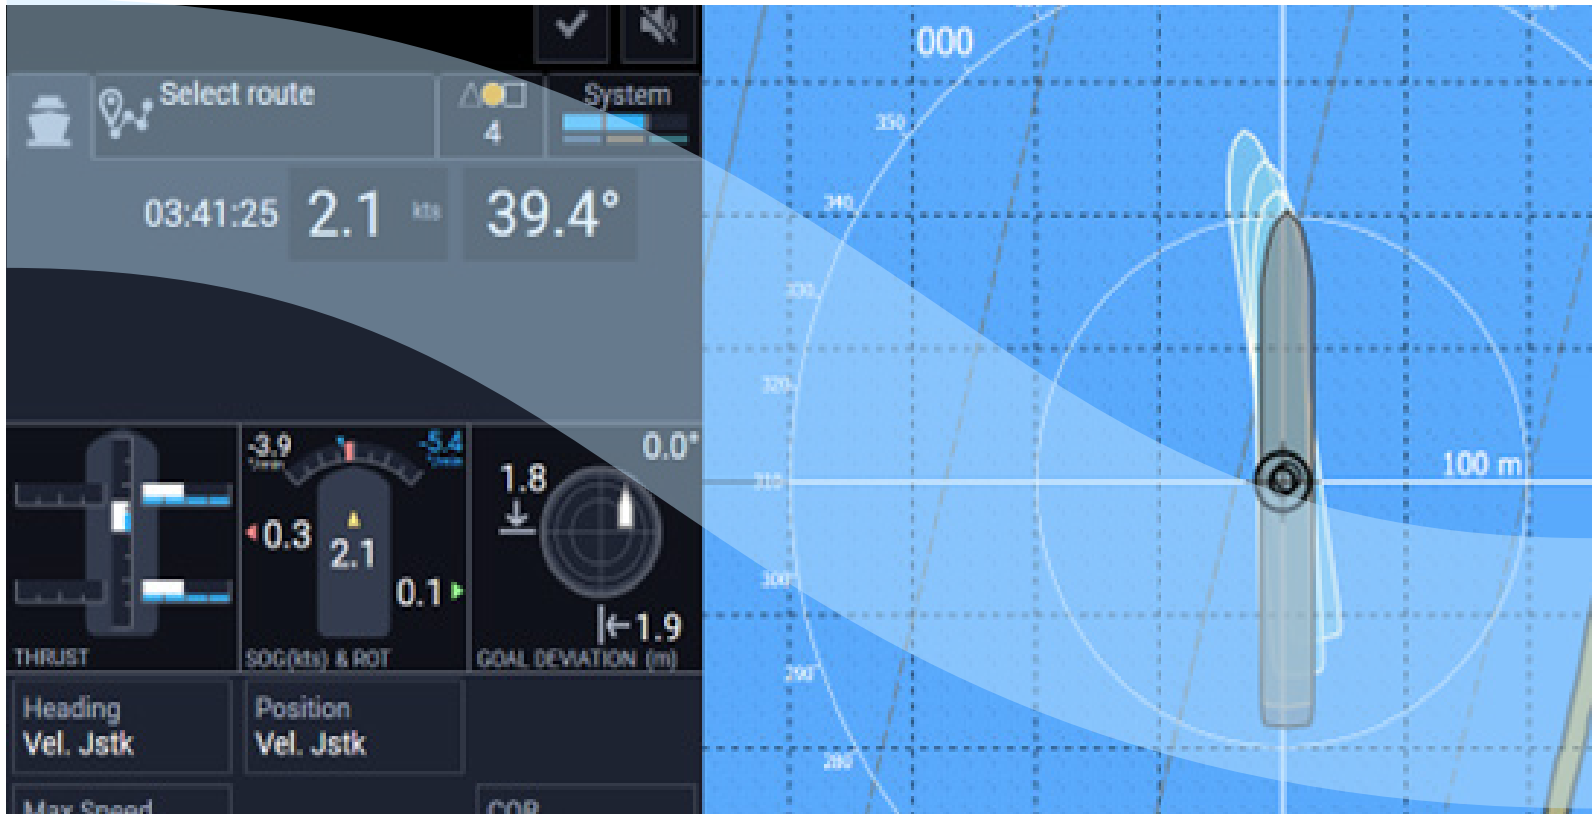 Select route
System
4
03:41:25 2.1 kts 39.4°
-3.9
°/min
-5.4
°/min
0.0°
1.8
0.3
2.1
0.1
1.9
THRUST
SOG(kts) & ROT
GOAL DEVIATION (m)
Heading
Vel. Jstk
Position
Vel. Jstk
Max Speed
COR
000
350
340
330
320
310
300
290
280
100 m